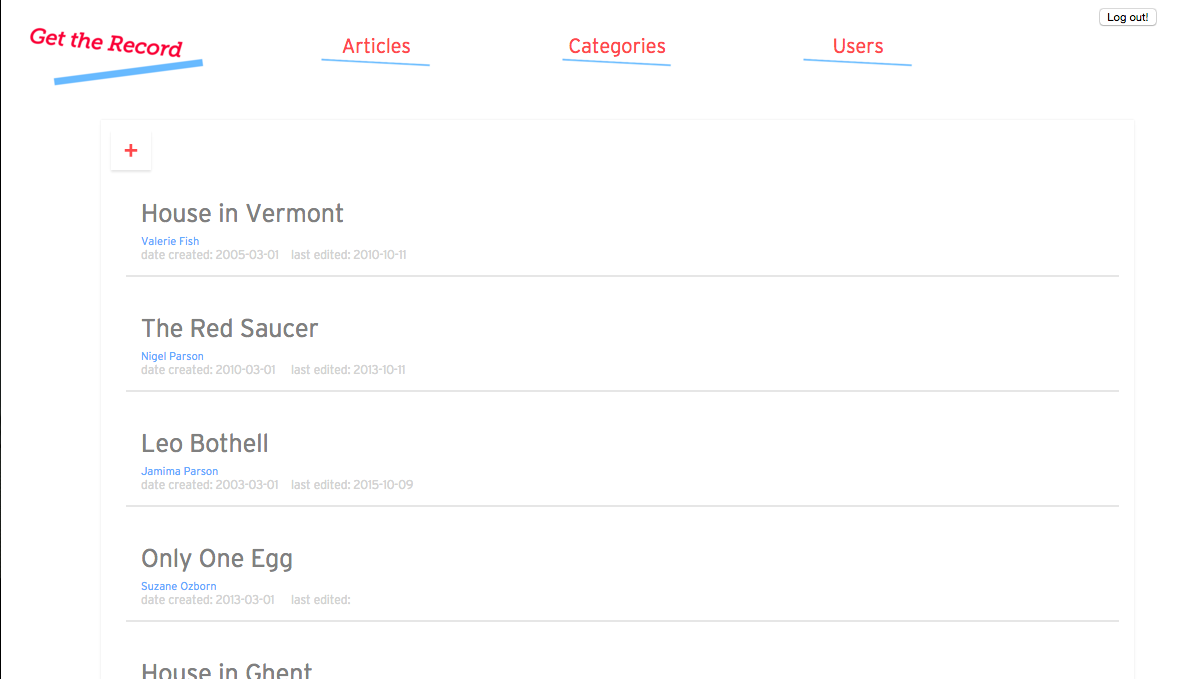 Log out!
Get the Record
Articles
Categories
Users
+
House in Vermont
Valerie Fish
date created: 2005-03-01 last edited: 2010-10-11
The Red Saucer
Nigel Parson
date created: 2010-03-01 last edited: 2013-10-11
Leo Bothell
Jamima Parson
date created: 2003-03-01 last edited: 2015-10-09
Only One Egg
Suzane Ozborn
date created: 2013-03-01 last edited:
House in Ghent